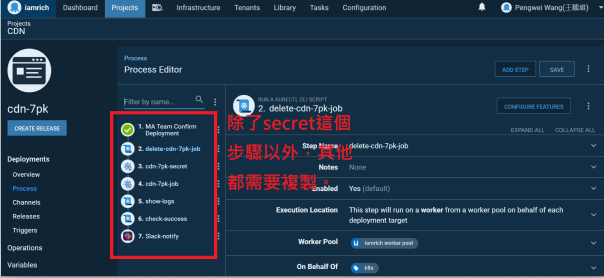 iamrich
Dashboard
Projects
Infrastructure
Tenants
Library
Tasks
Configuration
Pengwei Wang(王鵬維)
Projects
CDN
cdn-7pk
CREATE RELEASE
Deployments
Overview
Process
Channels
Releases
Triggers
Operations
Variables
Process
Process Editor
ADD STEP
SAVE
Filter by name...
1. MA Team Confirm
Deployment
2. delete-cdn-7pk-job
3. cdn-7pk-secret
4. cdn-7pk-job
5. show-logs
6. check-success
7. Slack-notify
除了secret這個
步驟以外，其他
都需要複製。
RUN A KUBECTL CLI SCRIPT
2. delete-cdn-7pk-job
CONFIGURE FEATURES
EXPAND ALL
COLLAPSE ALL
Step Name
delete-cdn-7pk-job
Notes
None
Enabled
Yes (default)
Execution Location
This step will run on a worker from a worker pool on behalf of each
deployment target
Worker Pool
iamrich worker pool
On Behalf Of
k8s